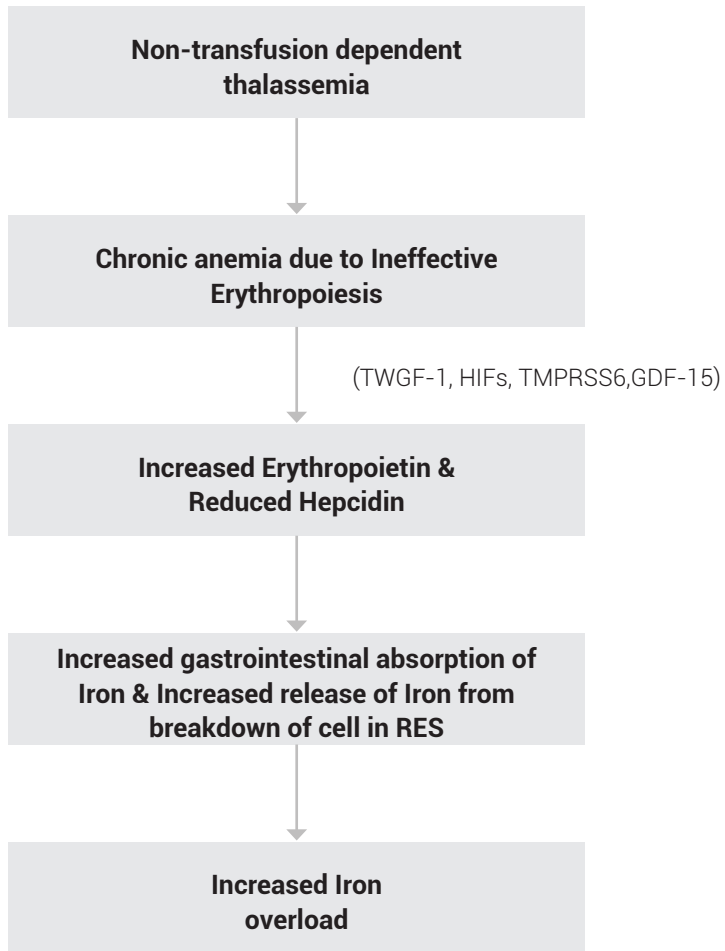 Non-transfusion dependent
thalassemia
Chronic anemia due to Ineffective
Erythropoiesis
(TWGF-1, HIFs, TMPRSS6,GDF-15)
Increased Erythropoietin &
Reduced Hepcidin
Increased gastrointestinal absorption of
Iron & Increased release of Iron from
breakdown of cell in RES
Increased Iron
overload